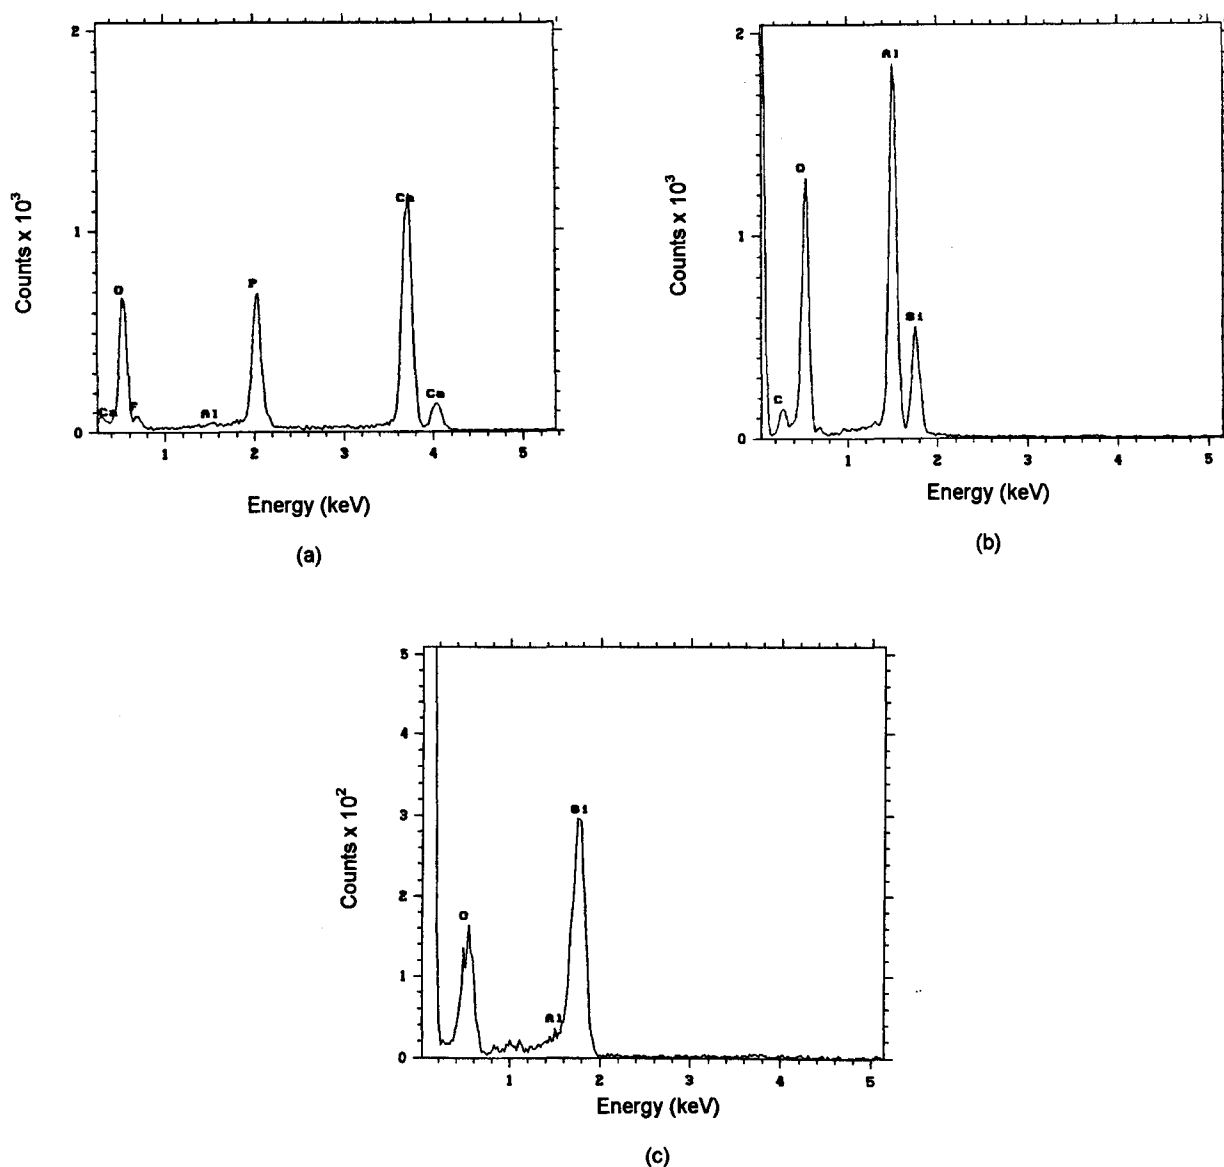 2
1
0
Counts x 10³
O
Ca
F
Al
P
Ca
Ca
1 2 3 4 5
Energy (keV)
(a)
2
1
0
Counts x 10³
C
O
Al
Si
1 2 3 4 5
Energy (keV)
(b)
5
4
3
2
1
0
Counts x 10²
O
Al
Si
1 2 3 4 5
Energy (keV)
(c)